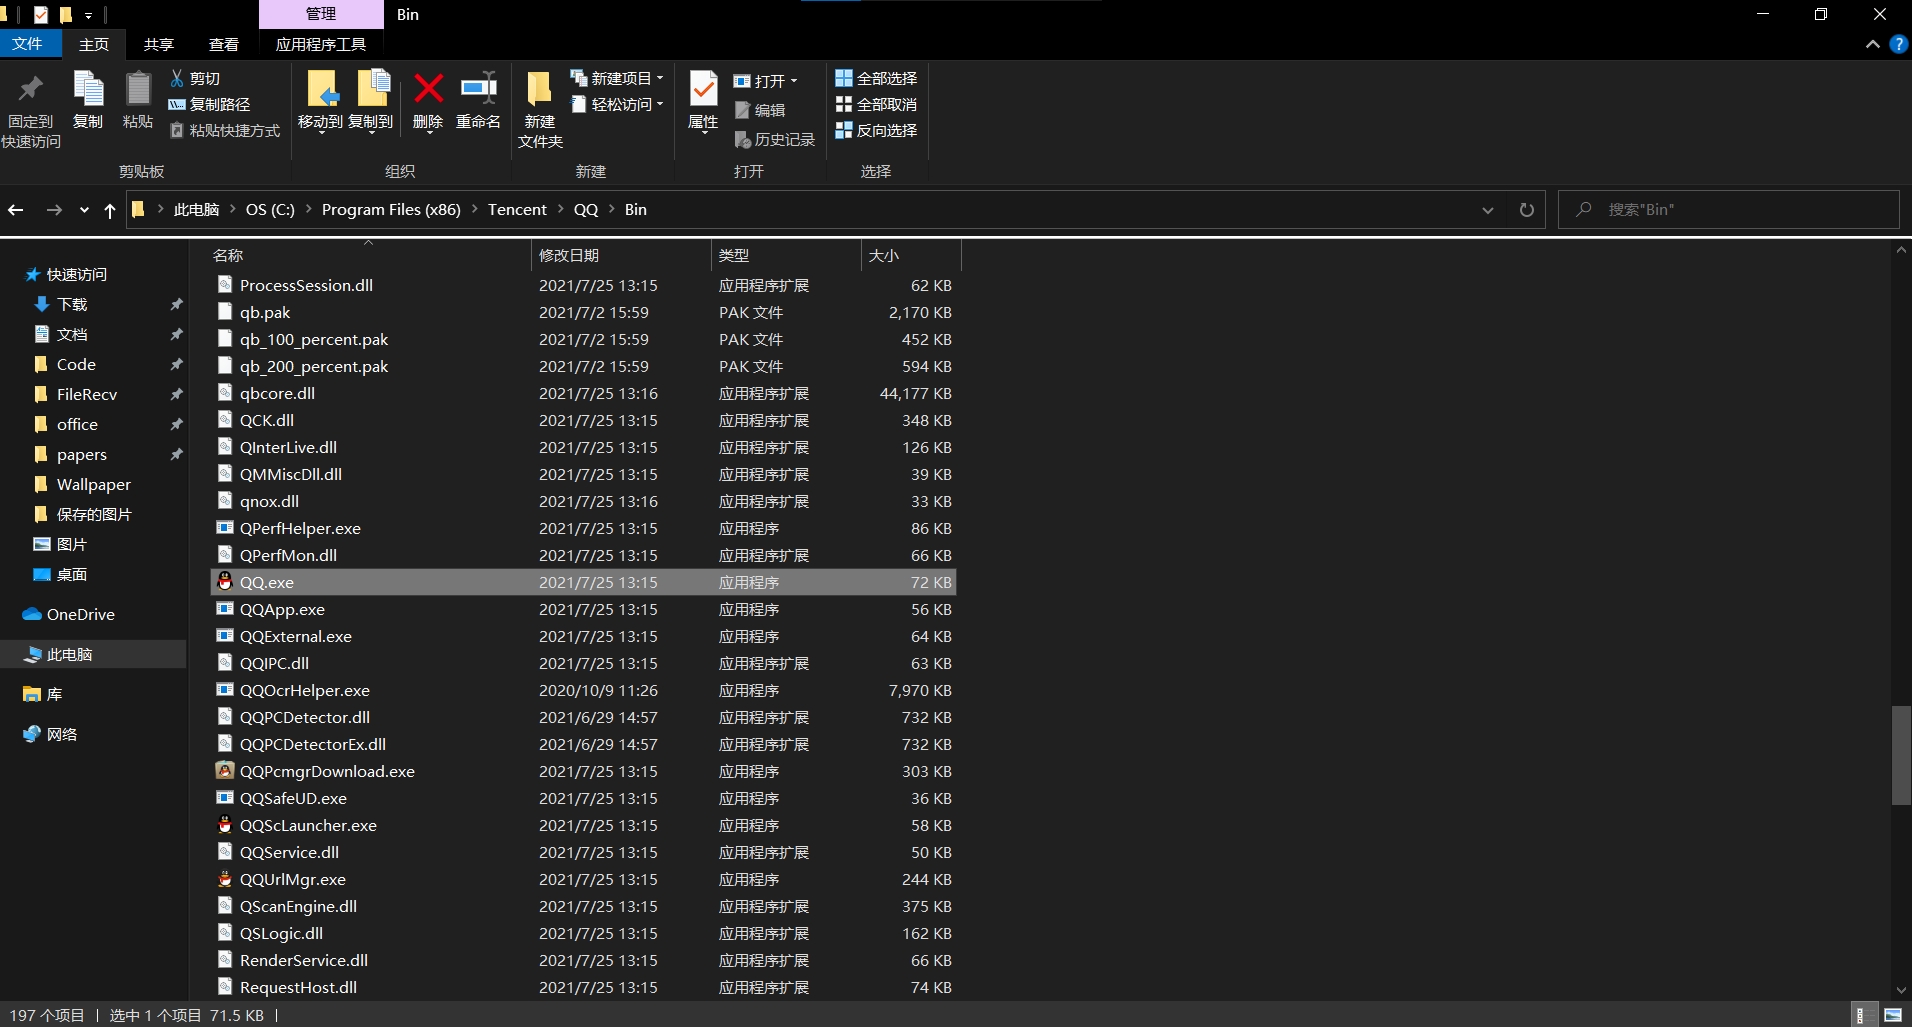 管理 Bin
文件 主页 共享 查看 应用程序工具
固定到快速访问 复制 粘贴 剪切 复制路径 粘贴快捷方式
移动到 复制到 删除 重命名
新建文件夹 新建项目 轻松访问
属性 打开 编辑 历史记录
全部选择 全部取消 反向选择
剪贴板 组织 新建 打开 选择
此电脑 OS (C:) Program Files (x86) Tencent QQ Bin 搜索"Bin"
快速访问
下载
文档
Code
FileRecv
office
papers
Wallpaper
保存的图片
图片
桌面
OneDrive
此电脑
库
网络
名称 修改日期 类型 大小
ProcessSession.dll 2021/7/25 13:15 应用程序扩展 62 KB
qb.pak 2021/7/2 15:59 PAK 文件 2,170 KB
qb_100_percent.pak 2021/7/2 15:59 PAK 文件 452 KB
qb_200_percent.pak 2021/7/2 15:59 PAK 文件 594 KB
qbcore.dll 2021/7/25 13:16 应用程序扩展 44,177 KB
QCK.dll 2021/7/25 13:15 应用程序扩展 348 KB
QInterLive.dll 2021/7/25 13:15 应用程序扩展 126 KB
QMMiscDll.dll 2021/7/25 13:15 应用程序扩展 39 KB
qnox.dll 2021/7/25 13:16 应用程序扩展 33 KB
QPerfHelper.exe 2021/7/25 13:15 应用程序 86 KB
QPerfMon.dll 2021/7/25 13:15 应用程序扩展 66 KB
QQ.exe 2021/7/25 13:15 应用程序 72 KB
QQApp.exe 2021/7/25 13:15 应用程序 56 KB
QQExternal.exe 2021/7/25 13:15 应用程序 64 KB
QQIPC.dll 2021/7/25 13:15 应用程序扩展 63 KB
QQOcrHelper.exe 2020/10/9 11:26 应用程序 7,970 KB
QQPCDetector.dll 2021/6/29 14:57 应用程序扩展 732 KB
QQPCDetectorEx.dll 2021/6/29 14:57 应用程序扩展 732 KB
QQPcmgrDownload.exe 2021/7/25 13:15 应用程序 303 KB
QQSafeUD.exe 2021/7/25 13:15 应用程序 36 KB
QQScLauncher.exe 2021/7/25 13:15 应用程序 58 KB
QQService.dll 2021/7/25 13:15 应用程序扩展 50 KB
QQUrlMgr.exe 2021/7/25 13:15 应用程序 244 KB
QScanEngine.dll 2021/7/25 13:15 应用程序扩展 375 KB
QSLogic.dll 2021/7/25 13:15 应用程序扩展 162 KB
RenderService.dll 2021/7/25 13:15 应用程序扩展 66 KB
RequestHost.dll 2021/7/25 13:15 应用程序扩展 74 KB
197 个项目 选中 1 个项目 71.5 KB